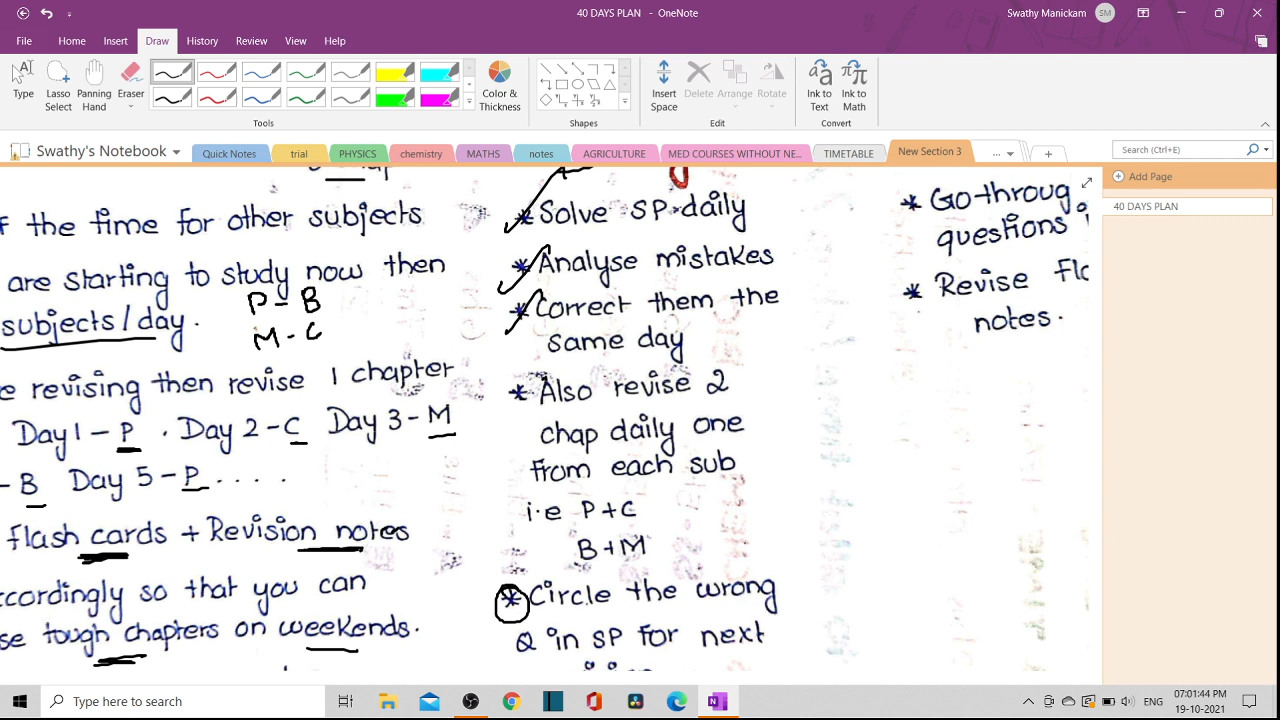 40 DAYS PLAN - OneNote
Swathy Manickam SM
File Home Insert Draw History Review View Help
Type
Lasso Select
Panning Hand
Eraser
Color & Thickness
Insert Space
Delete
Arrange
Rotate
Ink to Text
Ink to Math
Tools
Shapes
Edit
Convert
Swathy's Notebook
Quick Notes trial PHYSICS chemistry MATHS notes AGRICULTURE MED COURSES WITHOUT NE... TIMETABLE New Section 3 ... +
Search (Ctrl+E)
Add Page
40 DAYS PLAN
f the time for other subjects
are starting to study now then
subjects / day.
P - B
M - C
e revising then revise 1 chapter
Day 1 - P . Day 2 - C Day 3 - M
- B Day 5 - P ....
flash cards + Revision notes
ccordingly so that you can
se tough chapters on weekends.
* Solve SP daily
* Analyse mistakes
* Correct them the
same day
* Also revise 2
chap daily one
from each sub
i.e P + C
B + M
* Circle the wrong
Q in SP for next
* Go throug
questions
* Revise fla
notes.
Type here to search
ENG
07:01:44 PM
19-10-2021